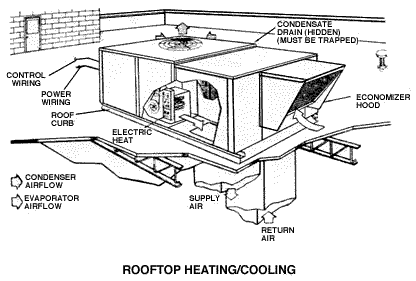 CONDENSATE
DRAIN (HIDDEN)
(MUST BE TRAPPED)
CONTROL
WIRING
POWER
WIRING
ECONOMIZER
HOOD
ROOF
CURB
ELECTRIC
HEAT
CONDENSER
AIRFLOW
EVAPORATOR
AIRFLOW
SUPPLY
AIR
RETURN
AIR
ROOFTOP HEATING/COOLING